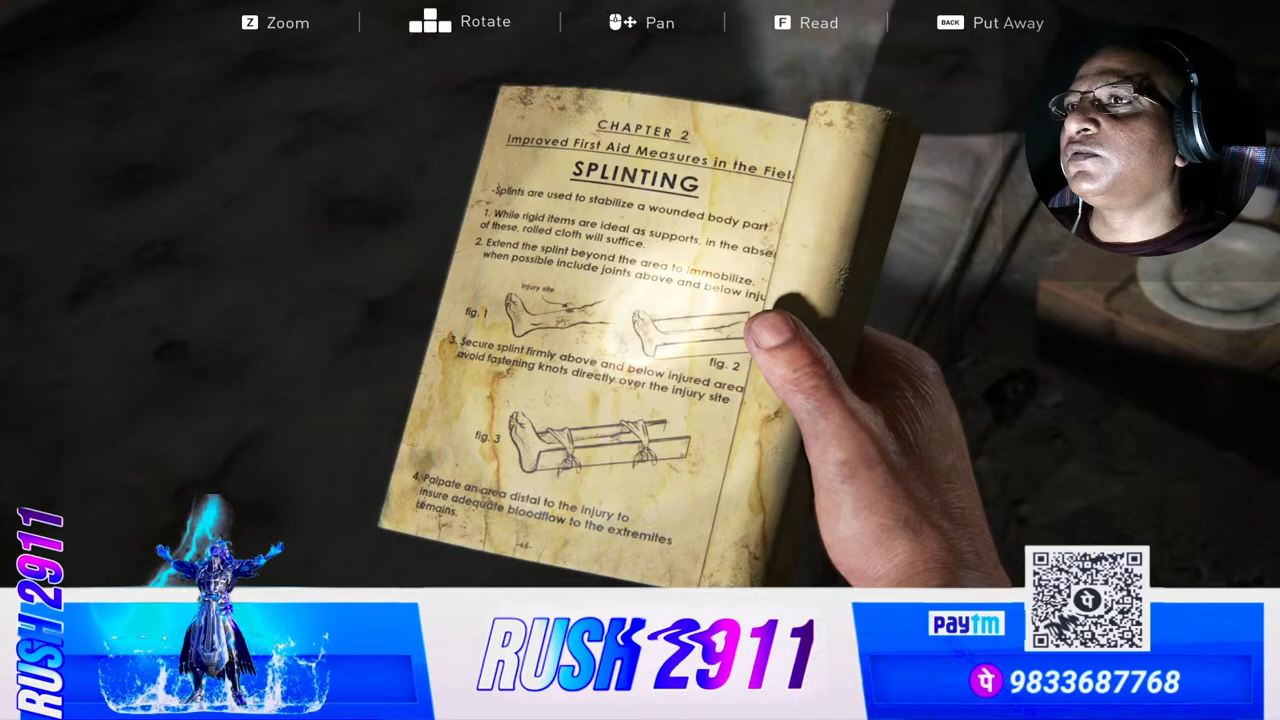 Z Zoom
Rotate
Pan
F Read
BACK Put Away
CHAPTER 2
Improved First Aid Measures in the Fiel
SPLINTING
-Splints are used to stabilize a wounded body part
1. While rigid items are ideal as supports, in the abse
of these, rolled cloth will suffice.
2. Extend the splint beyond the area to immobilize.
when possible include joints above and below inju
Injury site
fig. 1
fig. 2
3. Secure splint firmly above and below injured area
avoid fastening knots directly over the injury site
fig. 3
4. Palpate an area distal to the injury to
insure adequate bloodflow to the extremites
remains.
-65-
RUSH 2911
RUSH 2911
paytm
पे
पे 9833687768